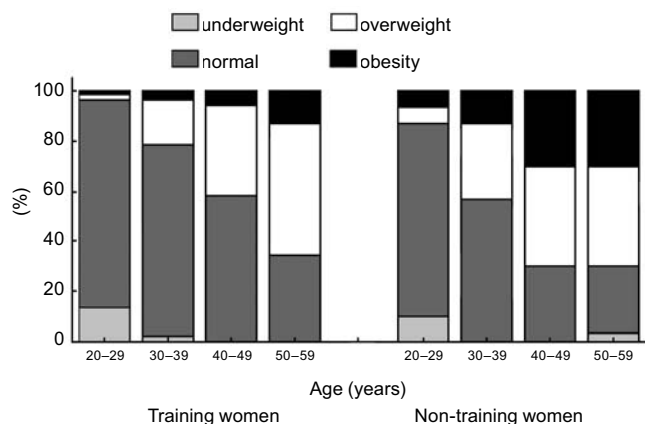 underweight overweight
normal obesity
100
80
60
40
20
0
(%)
20–29 30–39 40–49 50–59 20–29 30–39 40–49 50–59
Age (years)
Training women Non-training women